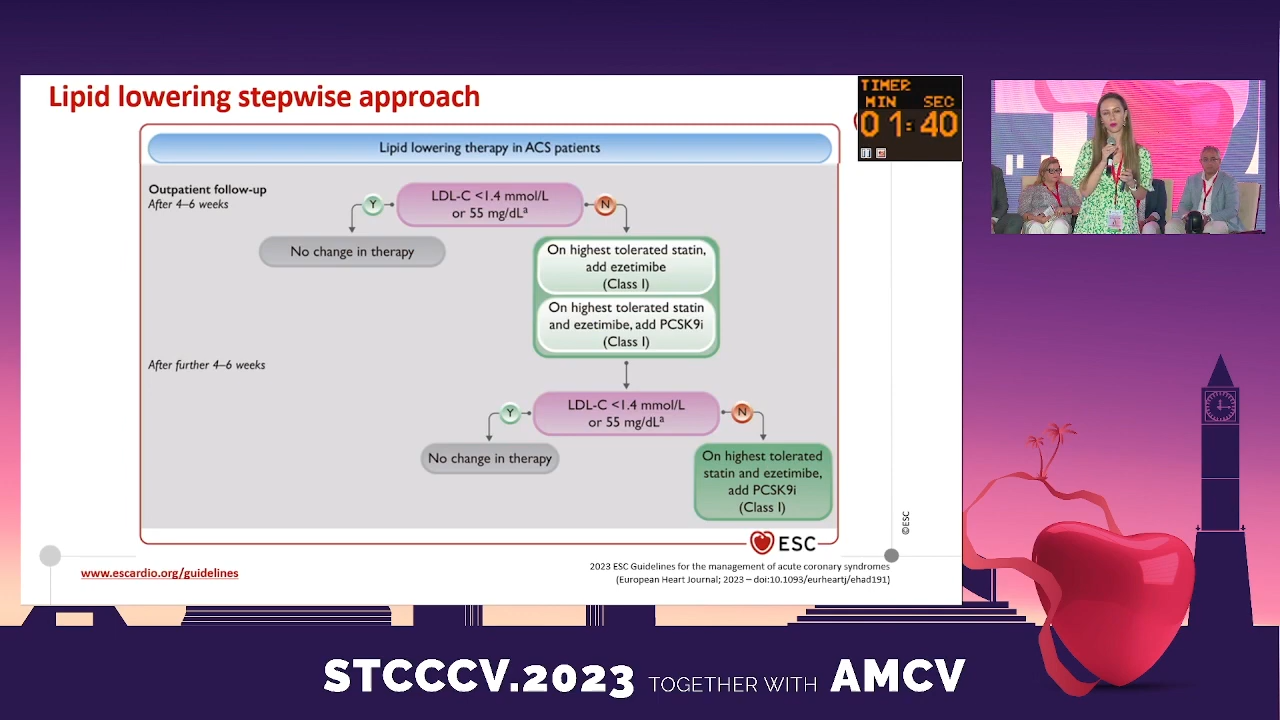 Lipid lowering stepwise approach
TIMER
MIN SEC
01:40
Lipid lowering therapy in ACS patients
Outpatient follow-up
After 4–6 weeks
Y
LDL-C <1.4 mmol/L
or 55 mg/dLᵃ
N
No change in therapy
On highest tolerated statin,
add ezetimibe
(Class I)
On highest tolerated statin
and ezetimibe, add PCSK9i
(Class I)
After further 4–6 weeks
Y
LDL-C <1.4 mmol/L
or 55 mg/dLᵃ
N
No change in therapy
On highest tolerated
statin and ezetimibe,
add PCSK9i
(Class I)
©ESC
ESC
www.escardio.org/guidelines
2023 ESC Guidelines for the management of acute coronary syndromes
(European Heart Journal; 2023 – doi:10.1093/eurheartj/ehad191)
STCCCV.2023 TOGETHER WITH AMCV